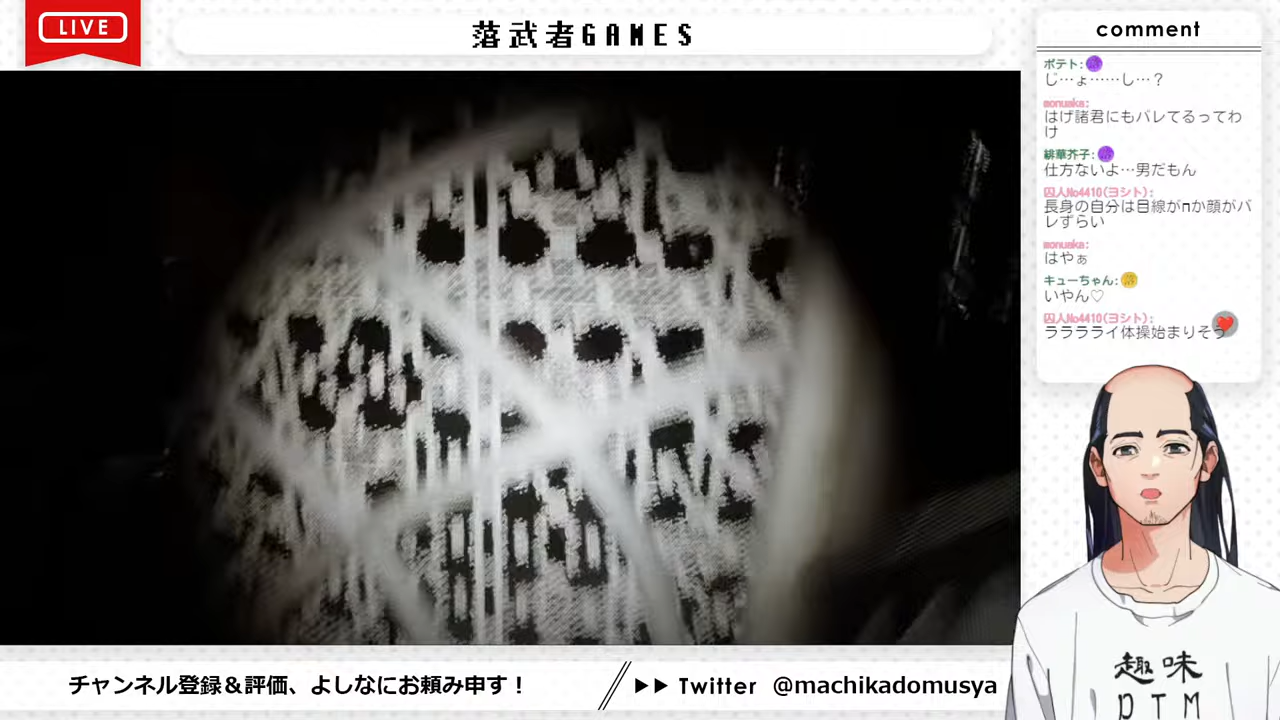 LIVE
落武者GAMES
comment
ポテト:
じ…ょ……し…？
monuaka:
はげ諸君にもバレてるってわ
け
緋華芥子:
仕方ないよ…男だもん
囚人No4410(ヨシト):
長身の自分は目線がnか顔がバ
レずらい
monuaka:
はやぁ
キューちゃん:
いやん♡
囚人No4410(ヨシト):
ラララライ体操始まりそう
趣味
DTM
チャンネル登録＆評価、よしなにお頼み申す！
Twitter @machikadomusya